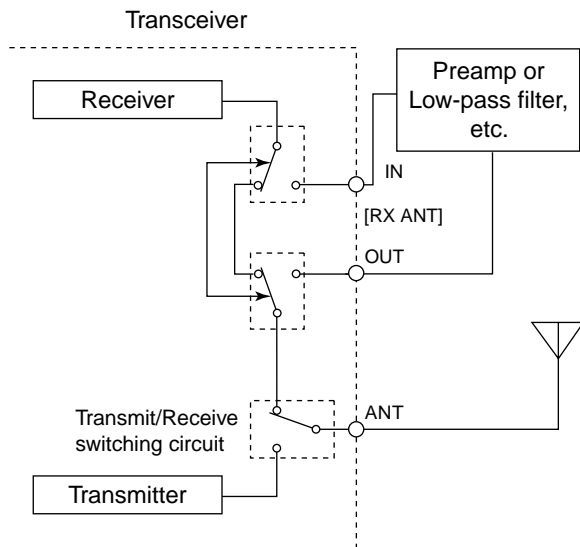 Transceiver
Receiver
Preamp or
Low-pass filter,
etc.
IN
[RX ANT]
OUT
ANT
Transmit/Receive
switching circuit
Transmitter